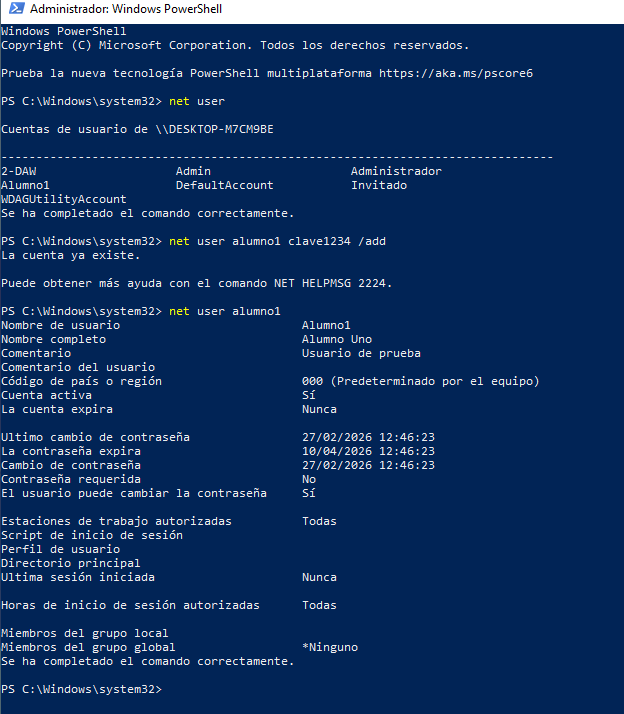 Administrador: Windows PowerShell
Windows PowerShell
Copyright (C) Microsoft Corporation. Todos los derechos reservados.
Prueba la nueva tecnología PowerShell multiplataforma https://aka.ms/pscore6
PS C:\Windows\system32> net user
Cuentas de usuario de \\DESKTOP-M7CM9BE
-------------------------------------------------------------------------------
2-DAW                    Admin                    Administrador
Alumno1                  DefaultAccount           Invitado
WDAGUtilityAccount
Se ha completado el comando correctamente.
PS C:\Windows\system32> net user alumno1 clave1234 /add
La cuenta ya existe.
Puede obtener más ayuda con el comando NET HELPMSG 2224.
PS C:\Windows\system32> net user alumno1
Nombre de usuario                          Alumno1
Nombre completo                            Alumno Uno
Comentario                                 Usuario de prueba
Comentario del usuario
Código de país o región                    000 (Predeterminado por el equipo)
Cuenta activa                              Sí
La cuenta expira                           Nunca
Ultimo cambio de contraseña                27/02/2026 12:46:23
La contraseña expira                       10/04/2026 12:46:23
Cambio de contraseña                       27/02/2026 12:46:23
Contraseña requerida                       No
El usuario puede cambiar la contraseña     Sí
Estaciones de trabajo autorizadas          Todas
Script de inicio de sesión
Perfil de usuario
Directorio principal
Ultima sesión iniciada                     Nunca
Horas de inicio de sesión autorizadas      Todas
Miembros del grupo local
Miembros del grupo global                  *Ninguno
Se ha completado el comando correctamente.
PS C:\Windows\system32>